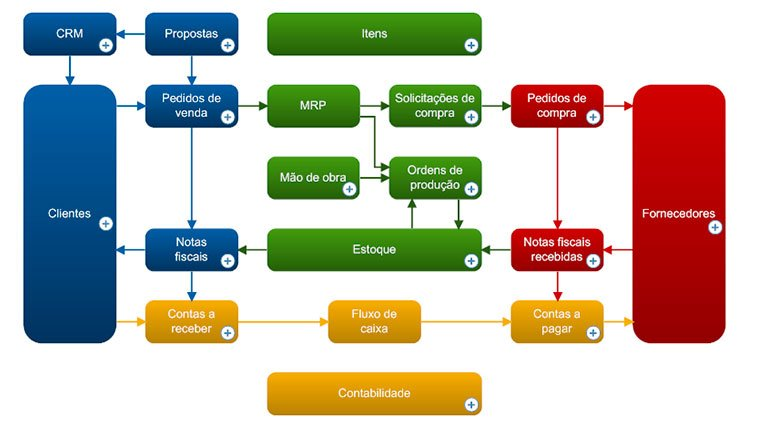 CRM
Propostas
Itens
Pedidos de
venda
MRP
Solicitações de
compra
Pedidos de
compra
Mão de obra
Ordens de
produção
Clientes
Fornecedores
Notas
fiscais
Estoque
Notas fiscais
recebidas
Contas a
receber
Fluxo de
caixa
Contas a
pagar
Contabilidade